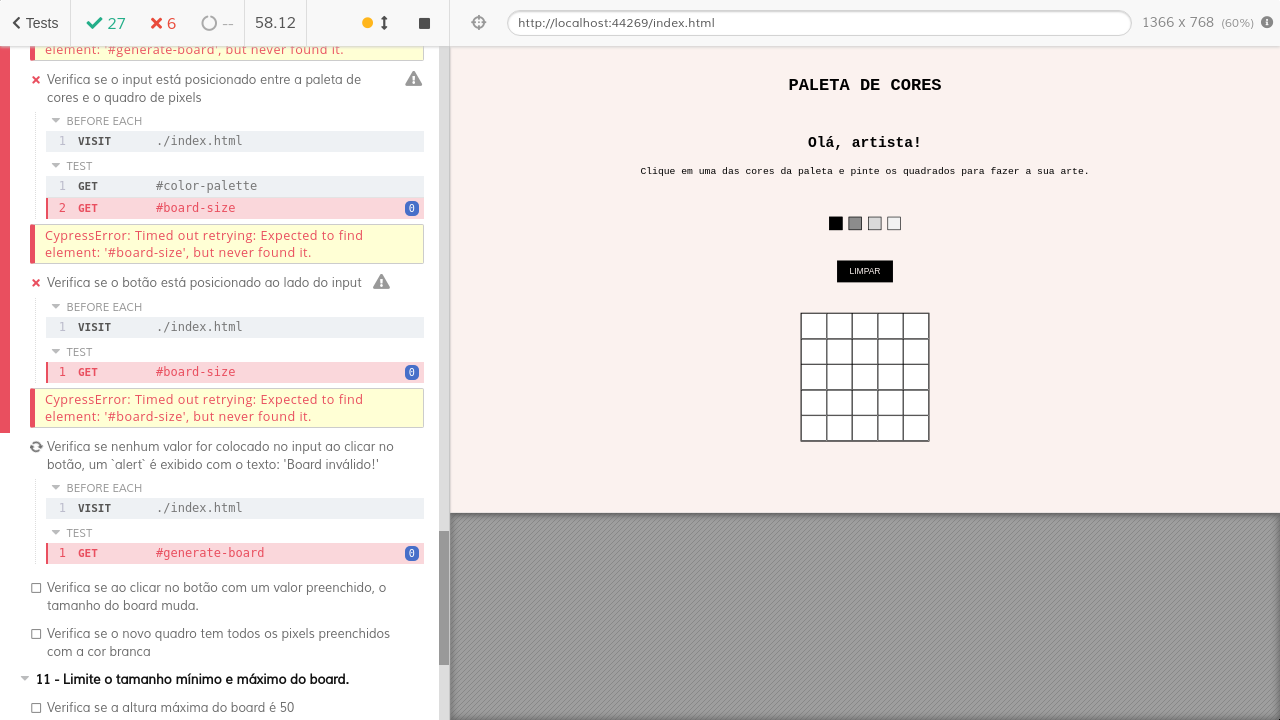 Tests 27 6 -- 58.12
http://localhost:44269/index.html 1366 x 768 (60%)
element: '#generate-board', but never found it.
Verifica se o input está posicionado entre a paleta de
cores e o quadro de pixels
BEFORE EACH
1 VISIT ./index.html
TEST
1 GET #color-palette
2 GET #board-size 0
CypressError: Timed out retrying: Expected to find
element: '#board-size', but never found it.
Verifica se o botão está posicionado ao lado do input
BEFORE EACH
1 VISIT ./index.html
TEST
1 GET #board-size 0
CypressError: Timed out retrying: Expected to find
element: '#board-size', but never found it.
Verifica se nenhum valor for colocado no input ao clicar no
botão, um `alert` é exibido com o texto: 'Board inválido!'
BEFORE EACH
1 VISIT ./index.html
TEST
1 GET #generate-board 0
Verifica se ao clicar no botão com um valor preenchido, o
tamanho do board muda.
Verifica se o novo quadro tem todos os pixels preenchidos
com a cor branca
11 - Limite o tamanho mínimo e máximo do board.
Verifica se a altura máxima do board é 50
PALETA DE CORES
Olá, artista!
Clique em uma das cores da paleta e pinte os quadrados para fazer a sua arte.
LIMPAR